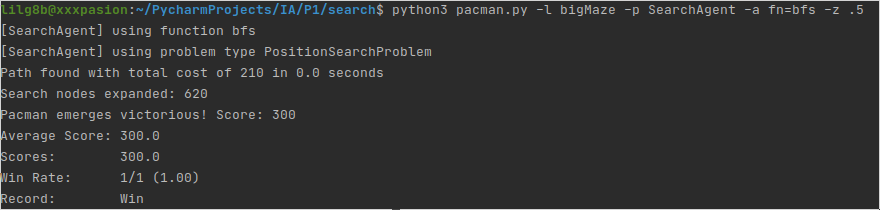 lilg8b@xxxpasion:~/PycharmProjects/IA/P1/search$ python3 pacman.py -l bigMaze -p SearchAgent -a fn=bfs -z .5
[SearchAgent] using function bfs
[SearchAgent] using problem type PositionSearchProblem
Path found with total cost of 210 in 0.0 seconds
Search nodes expanded: 620
Pacman emerges victorious! Score: 300
Average Score: 300.0
Scores:        300.0
Win Rate:      1/1 (1.00)
Record:        Win